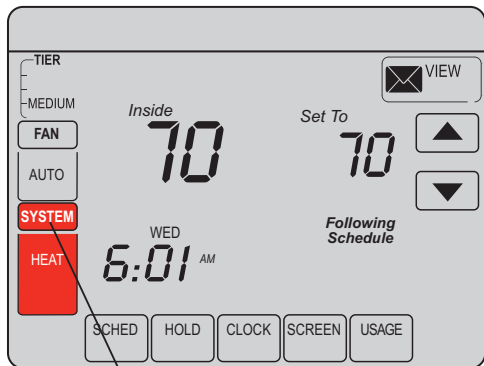 TIER
MEDIUM
FAN
AUTO
SYSTEM
HEAT
Inside
70
Set To
70
VIEW
Following
Schedule
WED
6:01 AM
SCHED
HOLD
CLOCK
SCREEN
USAGE